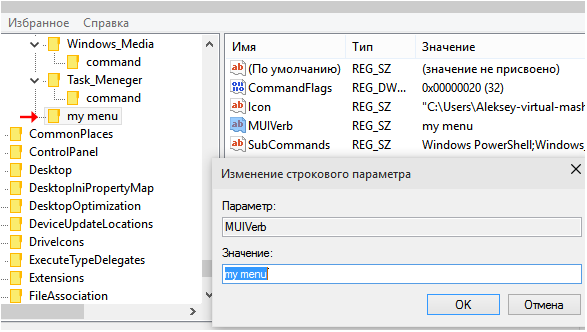 Избранное Справка
Windows_Media
command
Task_Meneger
command
my menu
CommonPlaces
ControlPanel
Desktop
DesktopIniPropertyMap
DesktopOptimization
DeviceUpdateLocations
DriveIcons
ExecuteTypeDelegates
Extensions
FileAssociation
Имя Тип Значение
(По умолчанию) REG_SZ (значение не присвоено)
CommandFlags REG_DW... 0x00000020 (32)
Icon REG_SZ "C:\Users\Aleksey-virtual-mash
MUIVerb REG_SZ my menu
SubCommands REG_SZ Windows PowerShell;Windows_
Изменение строкового параметра
Параметр:
MUIVerb
Значение:
my menu
OK Отмена